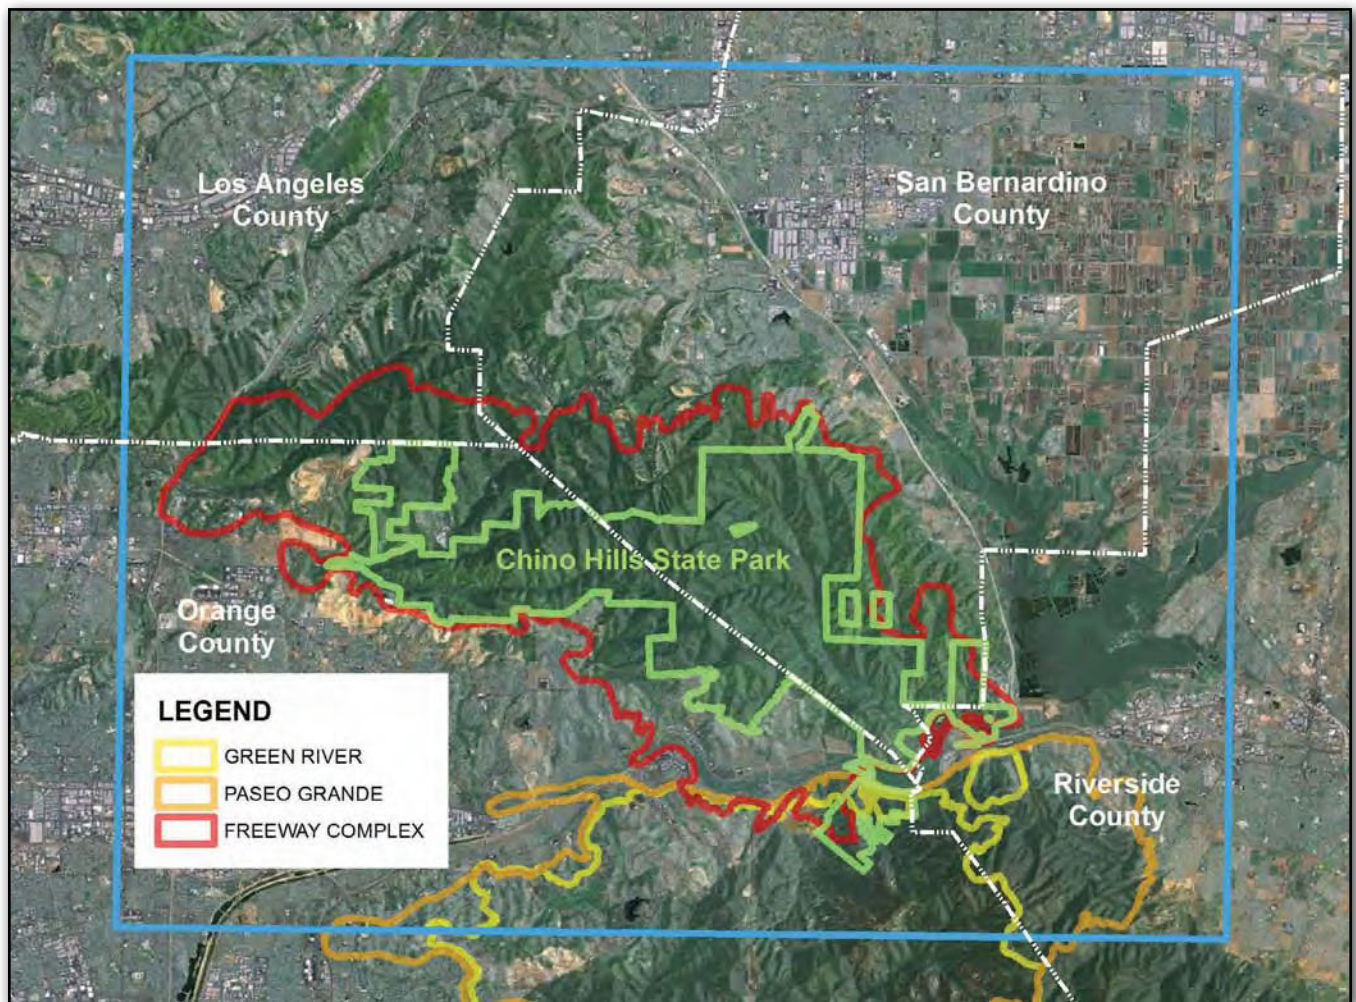 Los Angeles
County
San Bernardino
County
Chino Hills State Park
Orange
County
Riverside
County
LEGEND
GREEN RIVER
PASEO GRANDE
FREEWAY COMPLEX